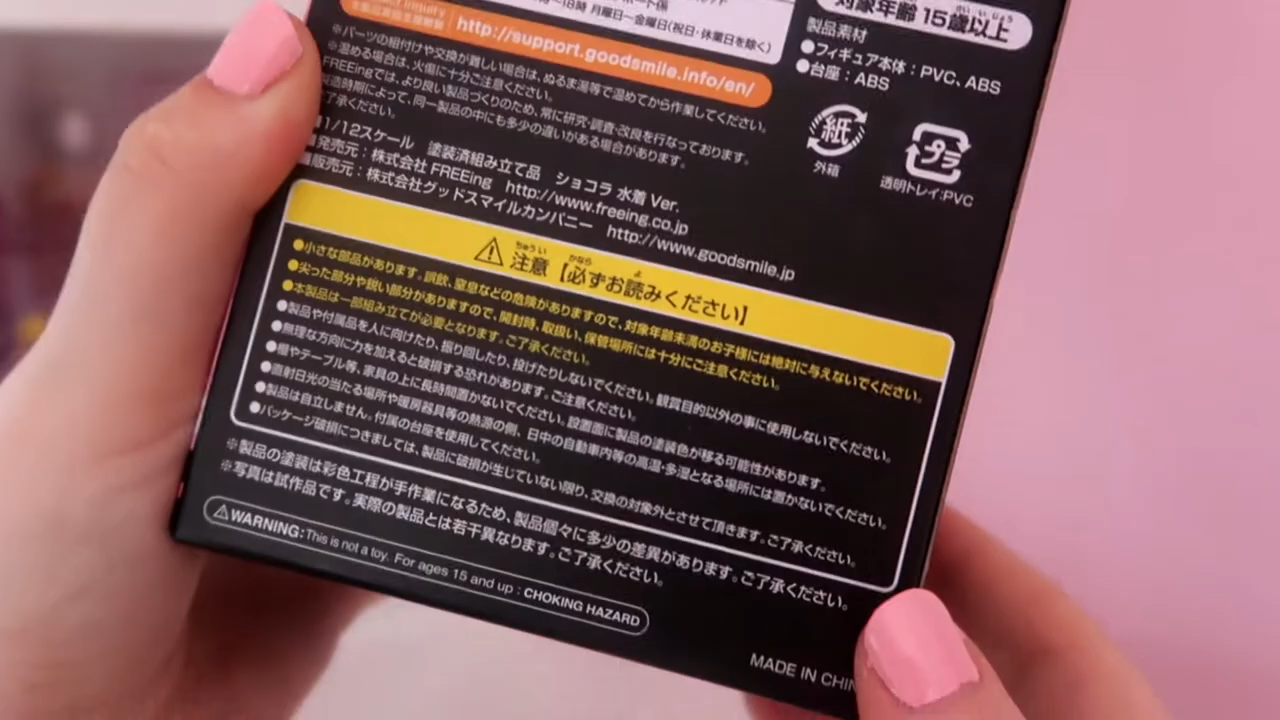 ポート係
時〜18時 月曜日〜金曜日(祝日・休業日を除く)
inquiry
http://support.goodsmile.info/en/
※パーツの組付けや交換が難しい場合は、ぬるま湯等で温めてから作業してください。
※温める場合は、火傷に十分ご注意ください。
FREEingでは、より良い製品づくりのため、常に研究・調査・改良を行なっております。
製造時期によって、同一製品の中にも多少の違いがある場合があります。
ご了承ください。
■1/12スケール 塗装済組み立て品 ショコラ 水着 Ver.
■発売元:株式会社 FREEing http://www.freeing.co.jp
■販売元:株式会社グッドスマイルカンパニー http://www.goodsmile.jp
対象年齢 15歳以上
製品素材
●フィギュア本体:PVC、ABS
●台座:ABS
紙
外箱
プラ
透明トレイ:PVC
⚠ 注意【必ずお読みください】
●小さな部品があります。誤飲、窒息などの危険がありますので、対象年齢未満のお子様には絶対に与えないでください。
●尖った部分や鋭い部分がありますので、開封時、取扱い、保管場所には十分にご注意ください。
●本製品は一部組み立てが必要となります。ご了承ください。
●製品や付属品を人に向けたり、振り回したり、投げたりしないでください。観賞目的以外の事に使用しないでください。
●無理な方向に力を加えると破損する恐れがあります。ご注意ください。
●棚やテーブル等、家具の上に長時間置かないでください。設置面に製品の塗装色が移る可能性があります。
●直射日光の当たる場所や暖房器具等の熱源の側、日中の自動車内等の高温・多湿となる場所には置かないでください。
●製品は自立しません。付属の台座を使用してください。
●パッケージ破損につきましては、製品に破損が生じていない限り、交換の対象外とさせて頂きます。ご了承ください。
※製品の塗装は彩色工程が手作業になるため、製品個々に多少の差異があります。ご了承ください。
※写真は試作品です。実際の製品とは若干異なります。ご了承ください。
⚠WARNING:This is not a toy. For ages 15 and up : CHOKING HAZARD
MADE IN CHIN